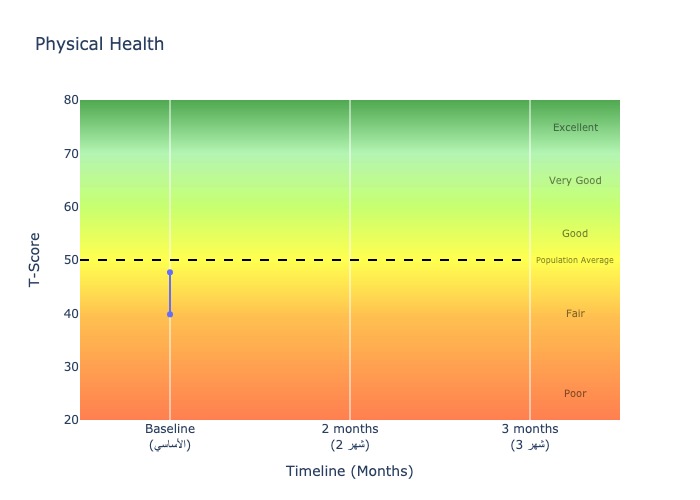 Physical Health
80
Excellent
70
Very Good
60
Good
50
Population Average
T-Score
40
Fair
30
Poor
20
Baseline
(الأساسي)
2 months
(2 شهر)
3 months
(3 شهر)
Timeline (Months)